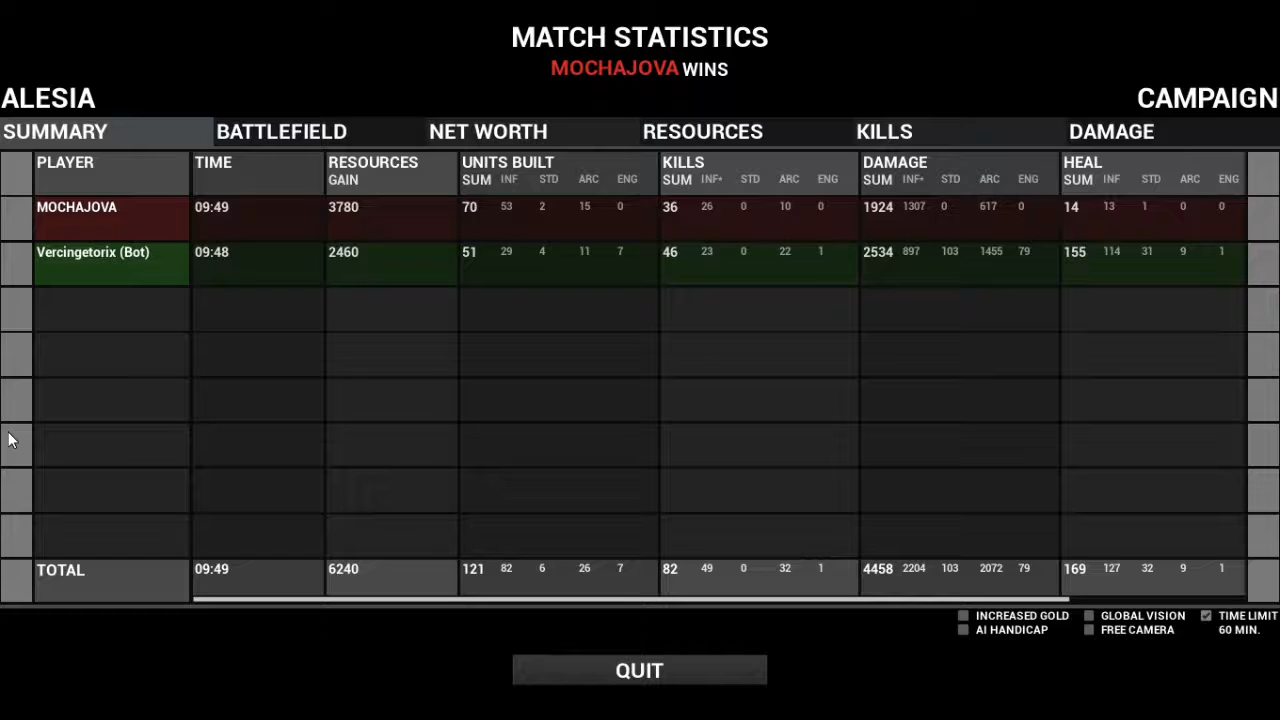 MATCH STATISTICS
MOCHAJOVA WINS
ALESIA CAMPAIGN
SUMMARY BATTLEFIELD NET WORTH RESOURCES KILLS DAMAGE
PLAYER TIME RESOURCES UNITS BUILT KILLS DAMAGE HEAL
GAIN SUM INF STD ARC ENG SUM INF* STD ARC ENG SUM INF* STD ARC ENG SUM INF STD ARC ENG
MOCHAJOVA 09:49 3780 70 53 2 15 0 36 26 0 10 0 1924 1307 0 617 0 14 13 1 0 0
Vercingetorix (Bot) 09:48 2460 51 29 4 11 7 46 23 0 22 1 2534 897 103 1455 79 155 114 31 9 1
TOTAL 09:49 6240 121 82 6 26 7 82 49 0 32 1 4458 2204 103 2072 79 169 127 32 9 1
INCREASED GOLD GLOBAL VISION TIME LIMIT
AI HANDICAP FREE CAMERA 60 MIN.
QUIT